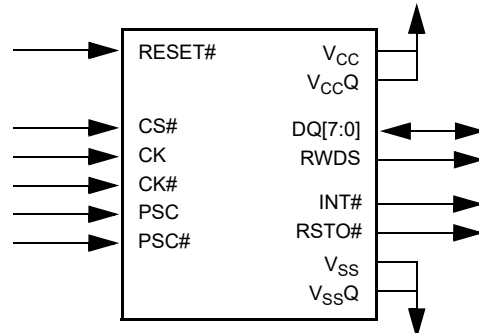 RESET#
CS#
CK
CK#
PSC
PSC#
VCC
VCCQ
DQ[7:0]
RWDS
INT#
RSTO#
VSS
VSSQ